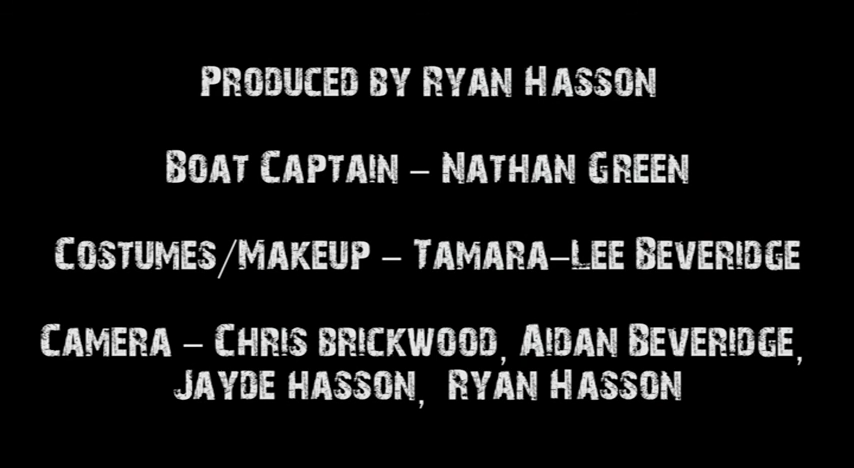 Produced by Ryan Hasson
Boat Captain – Nathan Green
Costumes/Makeup – Tamara-Lee Beveridge
Camera – Chris brickwood, Aidan Beveridge,
Jayde hasson, Ryan Hasson